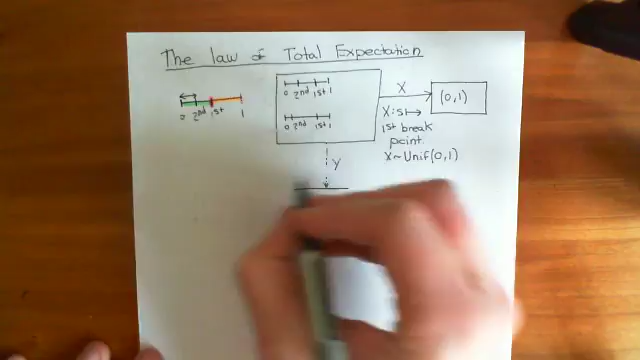 The law of Total Expectation
0 2nd 1st 1
0 2nd 1st 1
0 2nd 1st 1
X
(0,1)
X: s ↦
1st break
point.
X ~ Unif(0,1)
Y